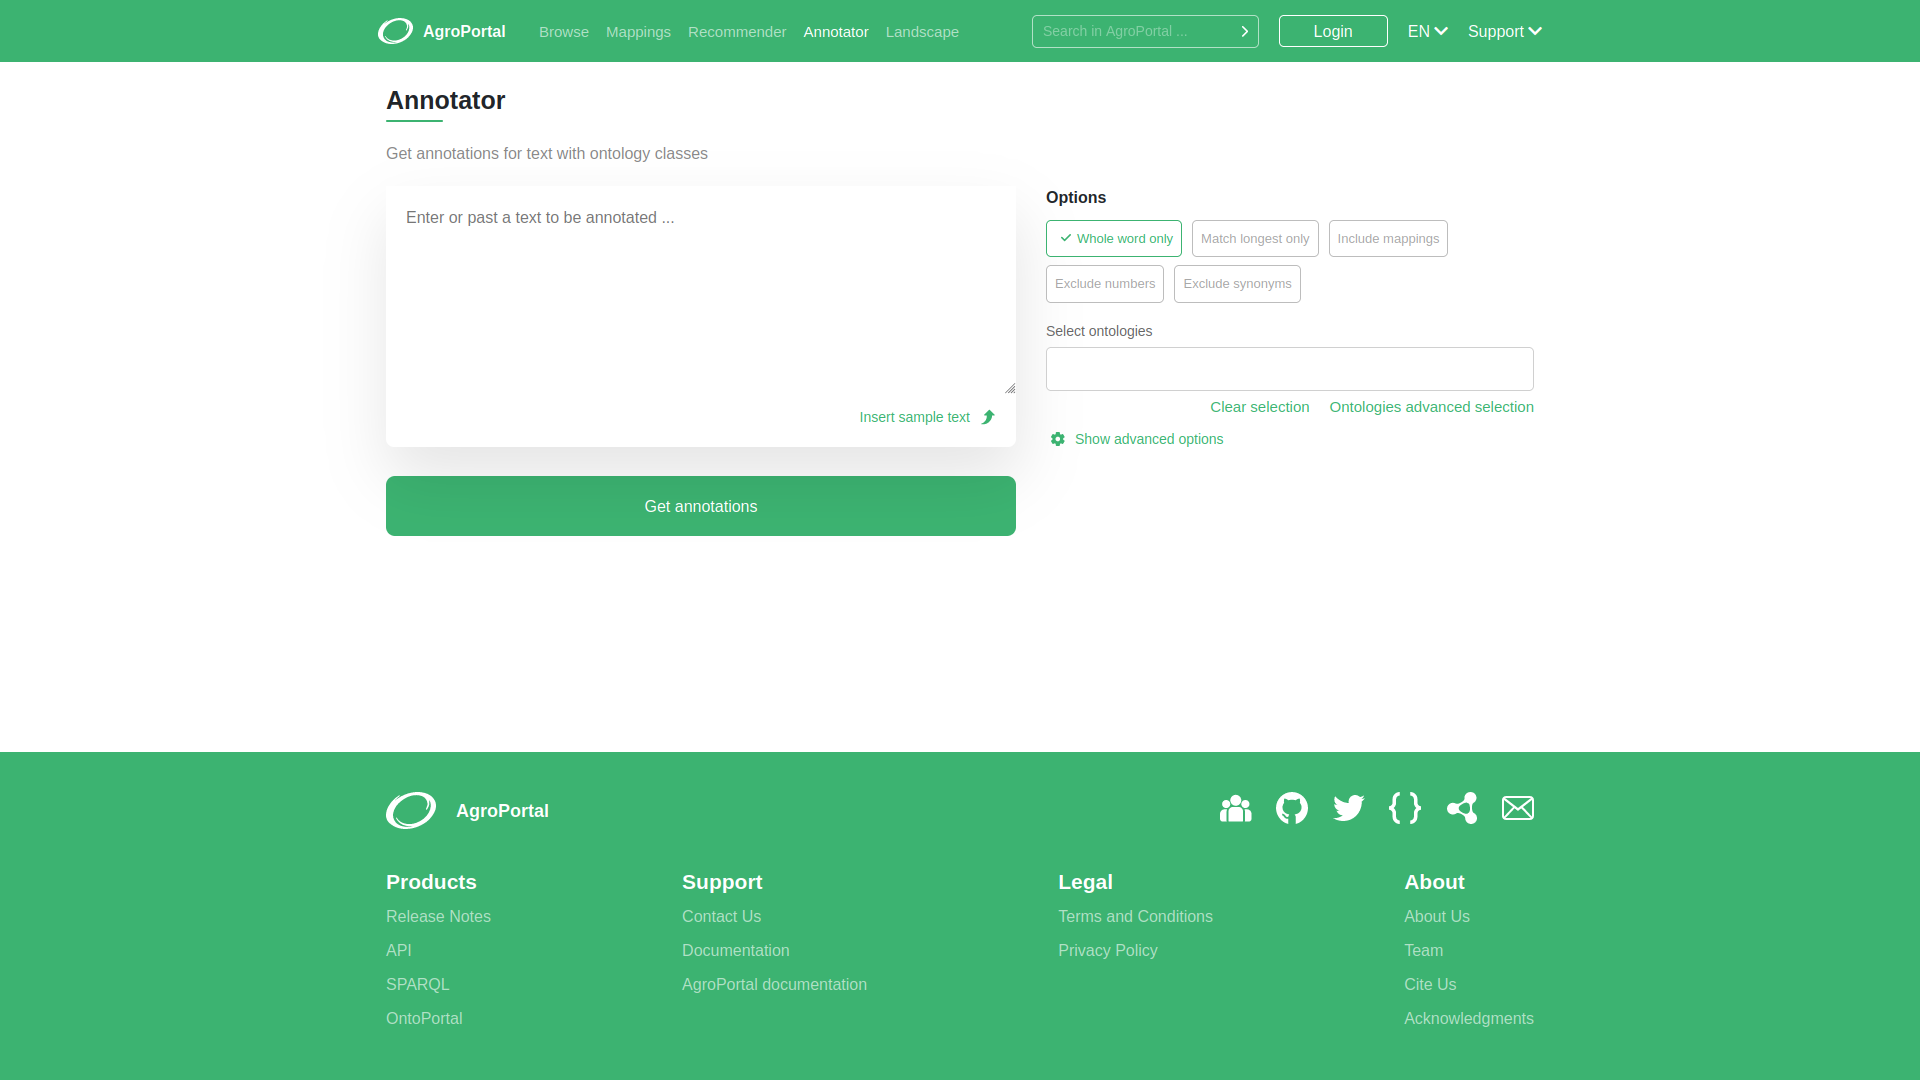 AgroPortal Browse Mappings Recommender Annotator Landscape Search in AgroPortal ... Login EN Support
Annotator
Get annotations for text with ontology classes
Enter or past a text to be annotated ...
Insert sample text
Get annotations
Options
Whole word only Match longest only Include mappings
Exclude numbers Exclude synonyms
Select ontologies
Clear selection Ontologies advanced selection
Show advanced options
AgroPortal
Products
Release Notes
API
SPARQL
OntoPortal
Support
Contact Us
Documentation
AgroPortal documentation
Legal
Terms and Conditions
Privacy Policy
About
About Us
Team
Cite Us
Acknowledgments